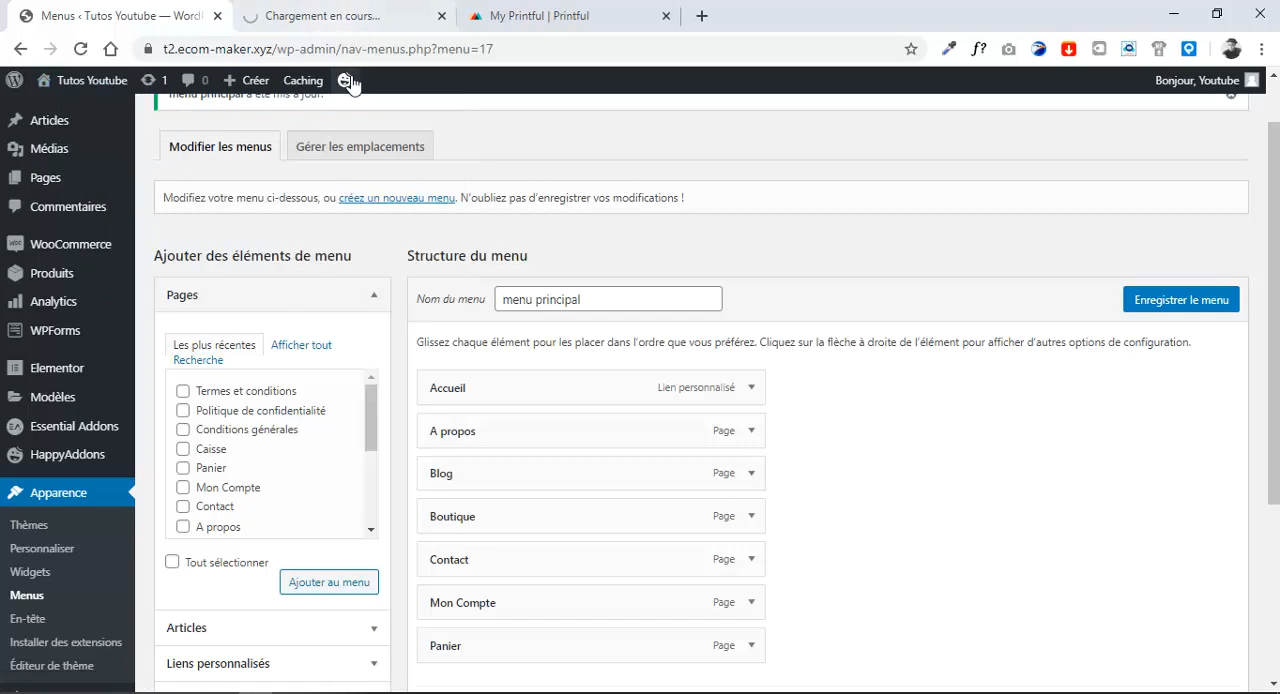 Menus ‹ Tutos Youtube — Word
Chargement en cours...
My Printful | Printful
t2.ecom-maker.xyz/wp-admin/nav-menus.php?menu=17
f?
Tutos Youtube
1
0
Créer
Caching
Bonjour, Youtube
menu principal a été mis à jour.
Articles
Médias
Pages
Commentaires
WooCommerce
Produits
Analytics
WPForms
Elementor
Modèles
Essential Addons
HappyAddons
Apparence
Thèmes
Personnaliser
Widgets
Menus
En-tête
Installer des extensions
Éditeur de thème
Modifier les menus
Gérer les emplacements
Modifiez votre menu ci-dessous, ou créez un nouveau menu. N'oubliez pas d'enregistrer vos modifications !
Ajouter des éléments de menu
Pages
Les plus récentes
Afficher tout
Recherche
Termes et conditions
Politique de confidentialité
Conditions générales
Caisse
Panier
Mon Compte
Contact
A propos
Tout sélectionner
Ajouter au menu
Articles
Liens personnalisés
Structure du menu
Nom du menu menu principal
Enregistrer le menu
Glissez chaque élément pour les placer dans l'ordre que vous préférez. Cliquez sur la flèche à droite de l'élément pour afficher d'autres options de configuration.
Accueil Lien personnalisé
A propos Page
Blog Page
Boutique Page
Contact Page
Mon Compte Page
Panier Page